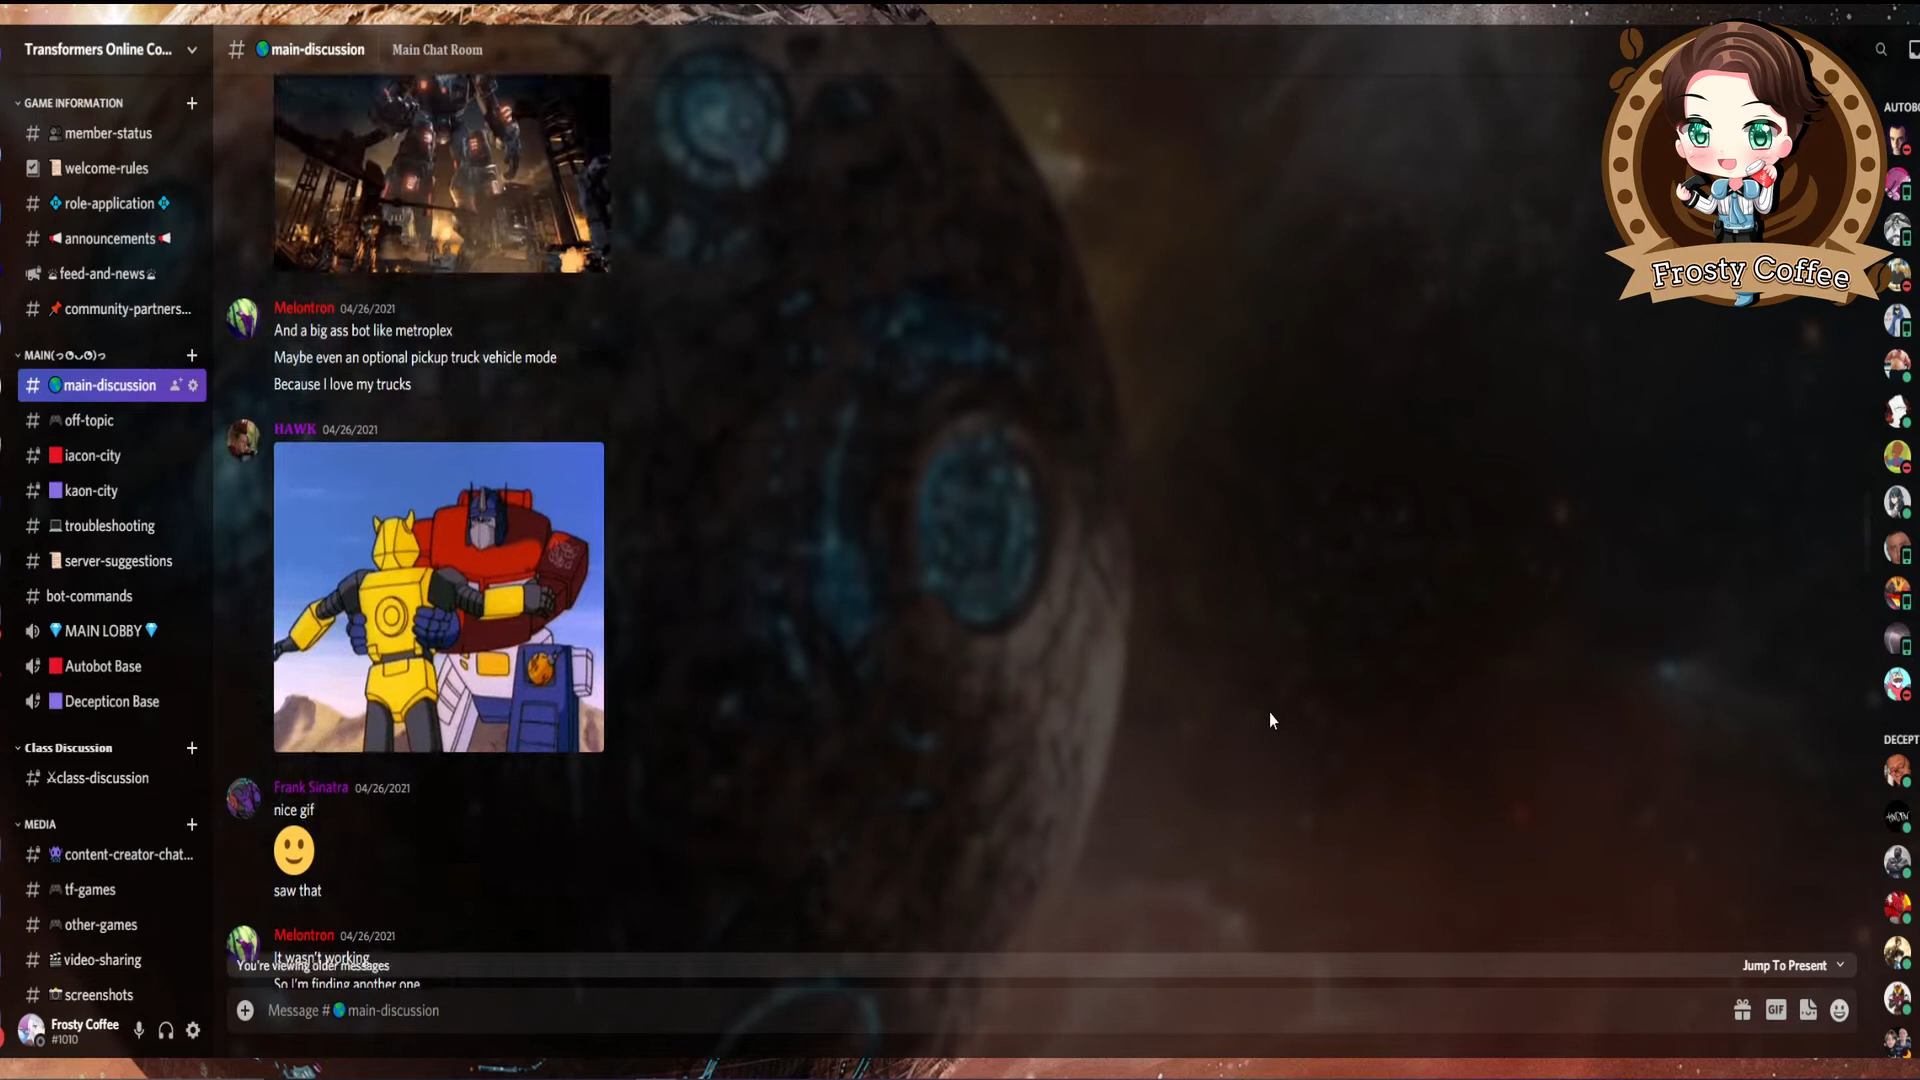 Transformers Online Co...
GAME INFORMATION
member-status
welcome-rules
role-application
announcements
feed-and-news
community-partners...
MAIN(っ◔◡◔)っ
main-discussion
off-topic
iacon-city
kaon-city
troubleshooting
server-suggestions
bot-commands
MAIN LOBBY
Autobot Base
Decepticon Base
Class Discussion
class-discussion
MEDIA
content-creator-chat...
tf-games
other-games
video-sharing
screenshots
Frosty Coffee
#1010
main-discussion
Main Chat Room
Melontron 04/26/2021
And a big ass bot like metroplex
Maybe even an optional pickup truck vehicle mode
Because I love my trucks
HAWK 04/26/2021
Frank Sinatra 04/26/2021
nice gif
saw that
Melontron 04/26/2021
It wasn't working
You're viewing older messages
Jump To Present
So I'm finding another one
Message # main-discussion
GIF
Frosty Coffee
AUTOBO
DECEPT